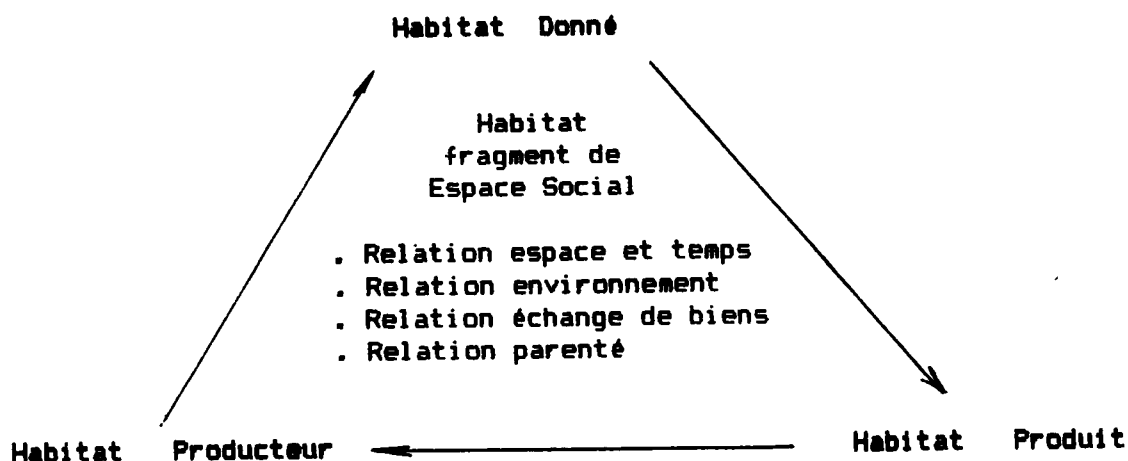 Habitat Donné
Habitat
fragment de
Espace Social
. Relation espace et temps
. Relation environnement
. Relation échange de biens
. Relation parenté
Habitat Producteur
Habitat Produit